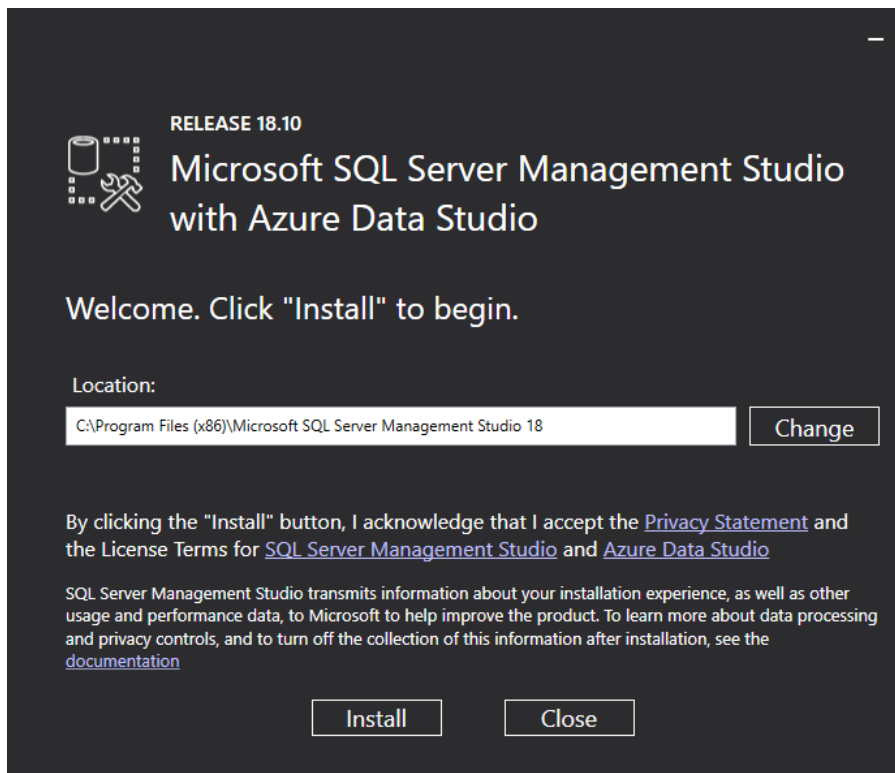 RELEASE 18.10
Microsoft SQL Server Management Studio
with Azure Data Studio
Welcome. Click "Install" to begin.
Location:
C:\Program Files (x86)\Microsoft SQL Server Management Studio 18
Change
By clicking the "Install" button, I acknowledge that I accept the Privacy Statement and
the License Terms for SQL Server Management Studio and Azure Data Studio
SQL Server Management Studio transmits information about your installation experience, as well as other
usage and performance data, to Microsoft to help improve the product. To learn more about data processing
and privacy controls, and to turn off the collection of this information after installation, see the
documentation
Install
Close